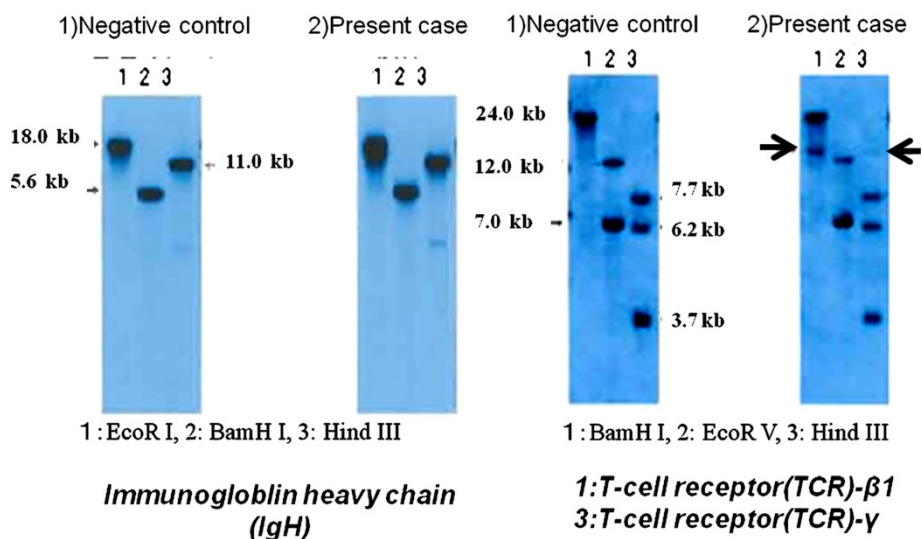 1)Negative control 2)Present case 1)Negative control 2)Present case
1 2 3 1 2 3 1 2 3 1 2 3
18.0 kb
11.0 kb
5.6 kb
24.0 kb
12.0 kb
7.7 kb
7.0 kb
6.2 kb
3.7 kb
1:EcoR I, 2: BamH I, 3: Hind III
1: BamH I, 2: EcoR V, 3: Hind III
Immunogloblin heavy chain
(IgH)
1:T-cell receptor(TCR)-β1
3:T-cell receptor(TCR)-γ